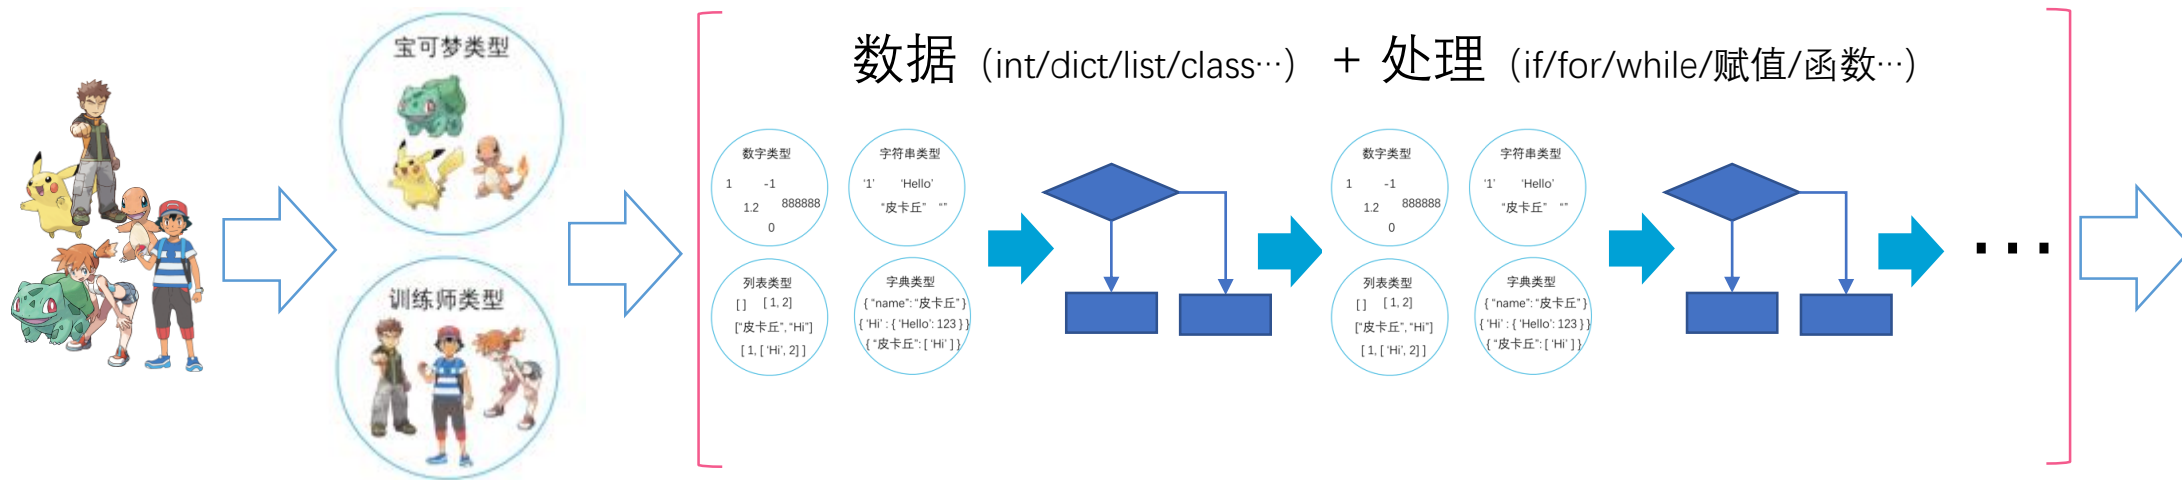 宝可梦类型
训练师类型
数据（int/dict/list/class…） + 处理（if/for/while/赋值/函数…）
数字类型
1 -1
1.2 888888
0
字符串类型
'1' 'Hello'
“皮卡丘” “”
列表类型
[ ] [ 1, 2]
[“皮卡丘”, “Hi”]
[ 1, [ 'Hi', 2] ]
字典类型
{ “name”: “皮卡丘” }
{ 'Hi' : { 'Hello': 123 } }
{ “皮卡丘”: [ 'Hi' ] }
数字类型
1 -1
1.2 888888
0
字符串类型
'1' 'Hello'
“皮卡丘” “”
列表类型
[ ] [ 1, 2]
[“皮卡丘”, “Hi”]
[ 1, [ 'Hi', 2] ]
字典类型
{ “name”: “皮卡丘” }
{ 'Hi' : { 'Hello': 123 } }
{ “皮卡丘”: [ 'Hi' ] }
...